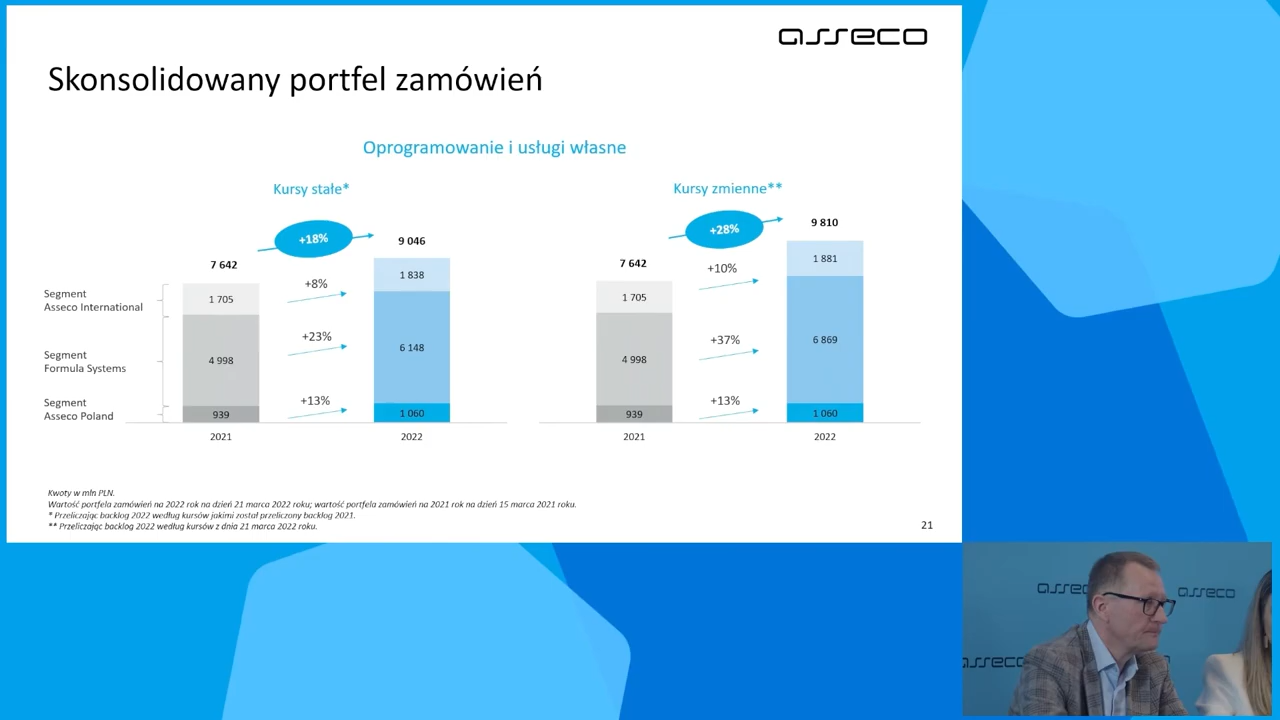 asseco
Skonsolidowany portfel zamówień
Oprogramowanie i usługi własne
Kursy stałe*
+18%
7 642
9 046
Segment
Asseco International
1 705
+8%
1 838
Segment
Formula Systems
4 998
+23%
6 148
Segment
Asseco Poland
939
+13%
1 060
2021
2022
Kursy zmienne**
+28%
7 642
9 810
1 705
+10%
1 881
4 998
+37%
6 869
939
+13%
1 060
2021
2022
Kwoty w mln PLN.
Wartość portfela zamówień na 2022 rok na dzień 21 marca 2022 roku; wartość portfela zamówień na 2021 rok na dzień 15 marca 2021 roku.
* Przeliczając backlog 2022 według kursów jakimi został przeliczony backlog 2021.
** Przeliczając backlog 2022 według kursów z dnia 21 marca 2022 roku.
21
asseco
asseco
asseco